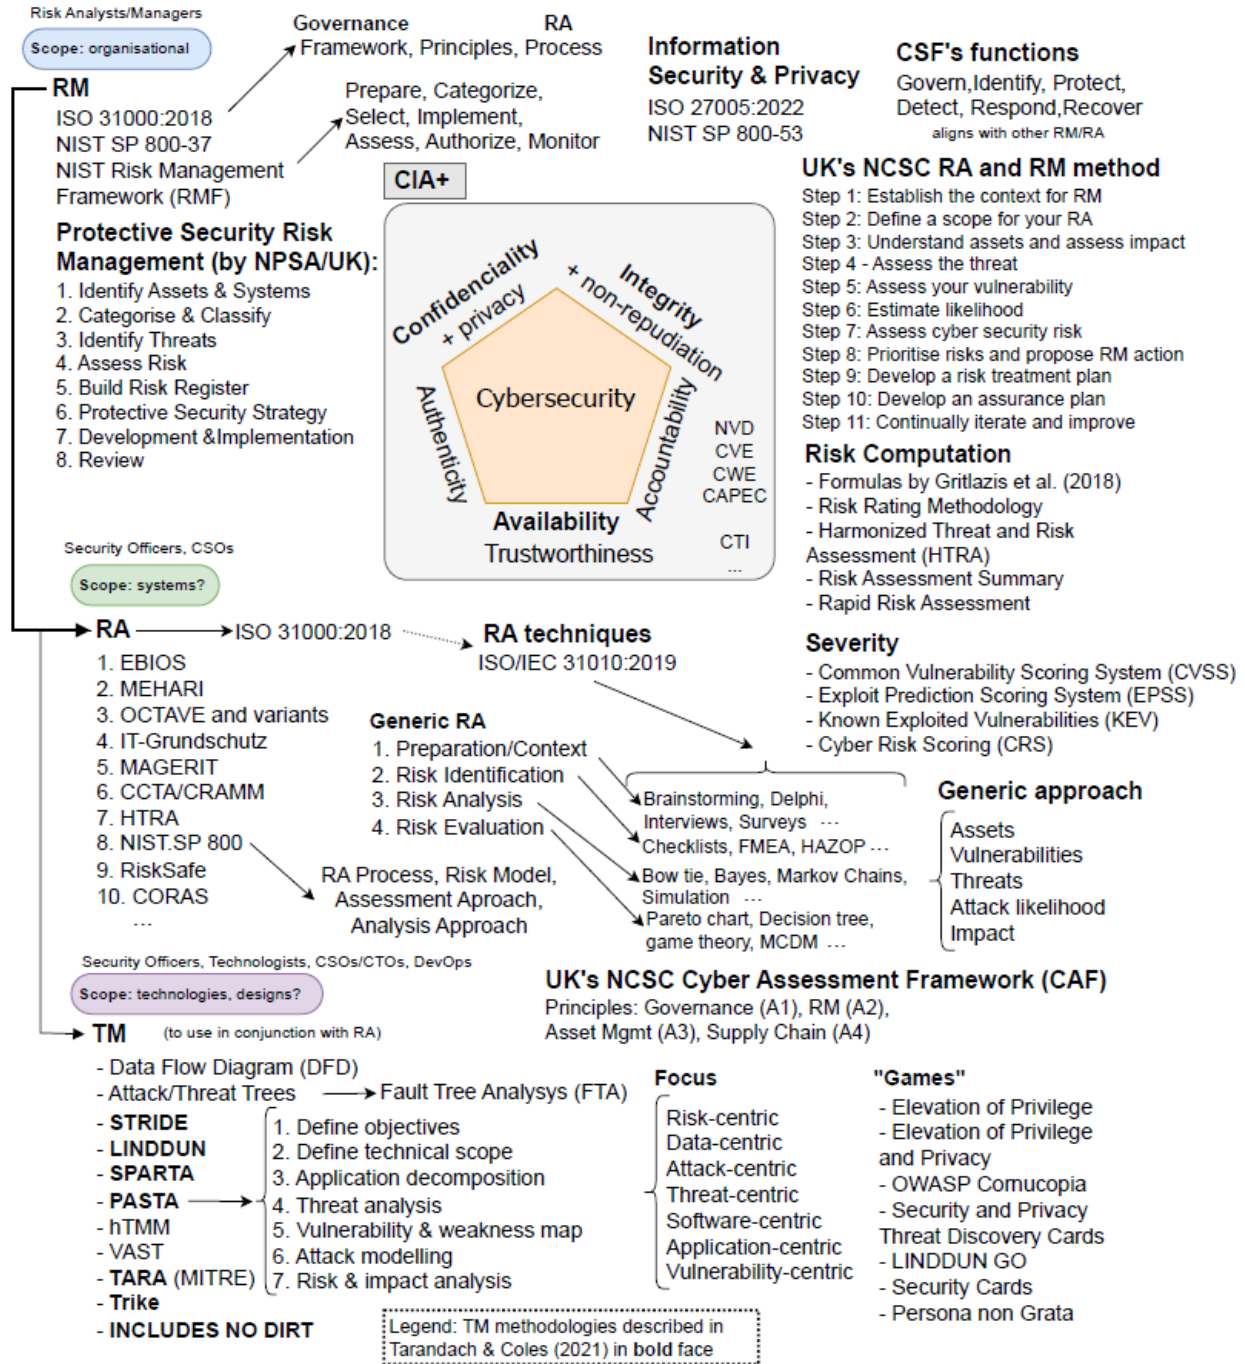 Risk Analysts/Managers
Scope: organisational
RM
ISO 31000:2018
NIST SP 800-37
NIST Risk Management
Framework (RMF)
Governance
RA
Framework, Principles, Process
Prepare, Categorize,
Select, Implement,
Assess, Authorize, Monitor
Information
Security & Privacy
ISO 27005:2022
NIST SP 800-53
CSF's functions
Govern,Identify, Protect,
Detect, Respond,Recover
aligns with other RM/RA
Protective Security Risk
Management (by NPSA/UK):
1. Identify Assets & Systems
2. Categorise & Classify
3. Identify Threats
4. Assess Risk
5. Build Risk Register
6. Protective Security Strategy
7. Development &Implementation
8. Review
CIA+
Confidenciality
+ privacy
Integrity
+ non-repudiation
Cybersecurity
Authenticity
Accountability
Availability
Trustworthiness
NVD
CVE
CWE
CAPEC
CTI
...
UK's NCSC RA and RM method
Step 1: Establish the context for RM
Step 2: Define a scope for your RA
Step 3: Understand assets and assess impact
Step 4 - Assess the threat
Step 5: Assess your vulnerability
Step 6: Estimate likelihood
Step 7: Assess cyber security risk
Step 8: Prioritise risks and propose RM action
Step 9: Develop a risk treatment plan
Step 10: Develop an assurance plan
Step 11: Continually iterate and improve
Risk Computation
- Formulas by Gritlazis et al. (2018)
- Risk Rating Methodology
- Harmonized Threat and Risk
Assessment (HTRA)
- Risk Assessment Summary
- Rapid Risk Assessment
Severity
- Common Vulnerability Scoring System (CVSS)
- Exploit Prediction Scoring System (EPSS)
- Known Exploited Vulnerabilities (KEV)
- Cyber Risk Scoring (CRS)
Security Officers, CSOs
Scope: systems?
RA
ISO 31000:2018
RA techniques
ISO/IEC 31010:2019
1. EBIOS
2. MEHARI
3. OCTAVE and variants
4. IT-Grundschutz
5. MAGERIT
6. CCTA/CRAMM
7. HTRA
8. NIST.SP 800
9. RiskSafe
10. CORAS
...
Generic RA
1. Preparation/Context
2. Risk Identification
3. Risk Analysis
4. Risk Evaluation
RA Process, Risk Model,
Assessment Aproach,
Analysis Approach
Brainstorming, Delphi,
Interviews, Surveys ...
Checklists, FMEA, HAZOP ...
Bow tie, Bayes, Markov Chains,
Simulation ...
Pareto chart, Decision tree,
game theory, MCDM ...
Generic approach
Assets
Vulnerabilities
Threats
Attack likelihood
Impact
Security Officers, Technologists, CSOs/CTOs, DevOps
Scope: technologies, designs?
TM
(to use in conjunction with RA)
UK's NCSC Cyber Assessment Framework (CAF)
Principles: Governance (A1), RM (A2),
Asset Mgmt (A3), Supply Chain (A4)
- Data Flow Diagram (DFD)
- Attack/Threat Trees
Fault Tree Analysys (FTA)
- STRIDE
- LINDDUN
- SPARTA
- PASTA
- hTMM
- VAST
- TARA (MITRE)
- Trike
- INCLUDES NO DIRT
1. Define objectives
2. Define technical scope
3. Application decomposition
4. Threat analysis
5. Vulnerability & weakness map
6. Attack modelling
7. Risk & impact analysis
Focus
Risk-centric
Data-centric
Attack-centric
Threat-centric
Software-centric
Application-centric
Vulnerability-centric
"Games"
- Elevation of Privilege
- Elevation of Privilege
and Privacy
- OWASP Cornucopia
- Security and Privacy
Threat Discovery Cards
- LINDDUN GO
- Security Cards
- Persona non Grata
Legend: TM methodologies described in
Tarandach & Coles (2021) in bold face